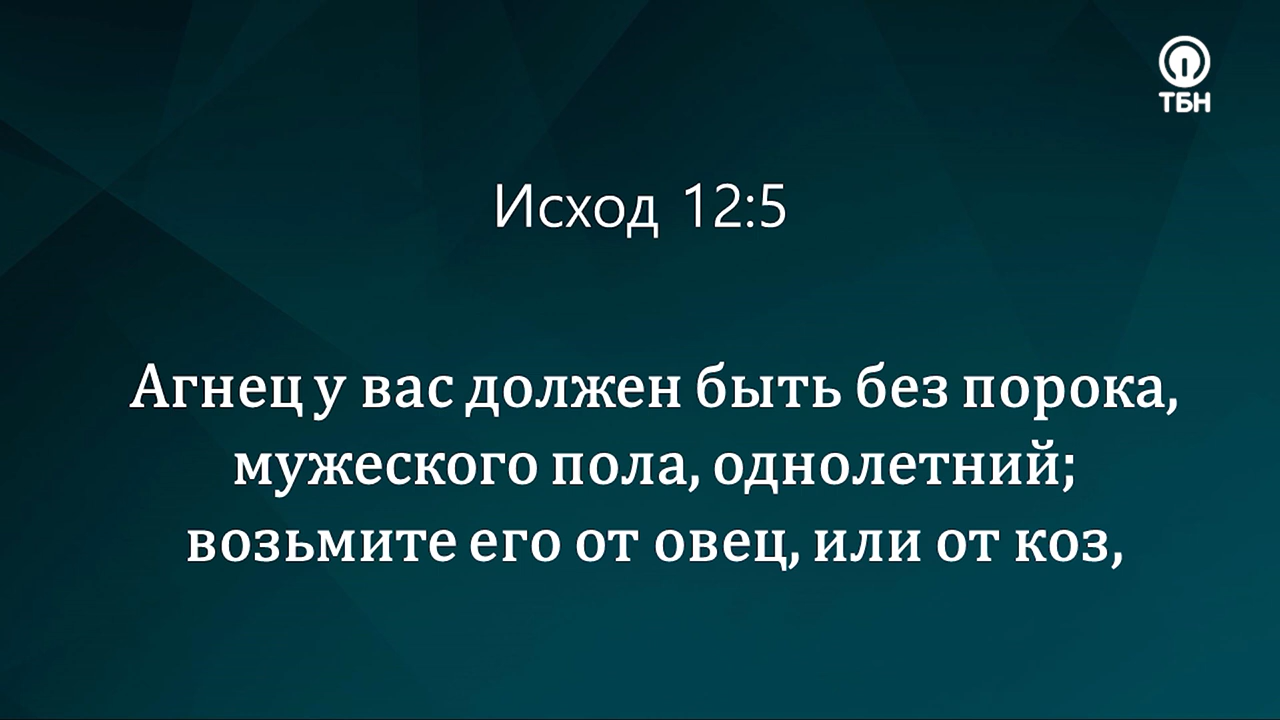 ТБН
Исход 12:5
Агнец у вас должен быть без порока,
мужеского пола, однолетний;
возьмите его от овец, или от коз,